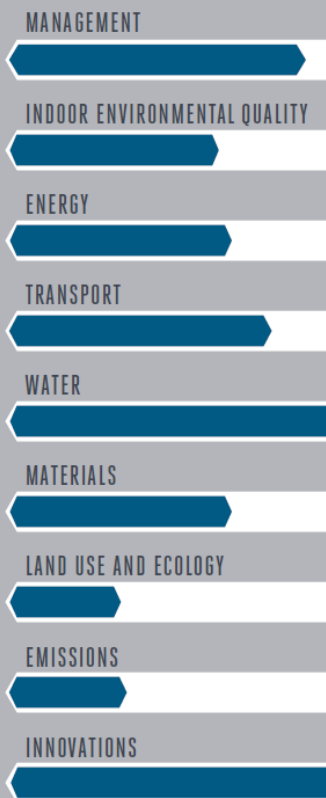 MANAGEMENT
INDOOR ENVIRONMENTAL QUALITY
ENERGY
TRANSPORT
WATER
MATERIALS
LAND USE AND ECOLOGY
EMISSIONS
INNOVATIONS